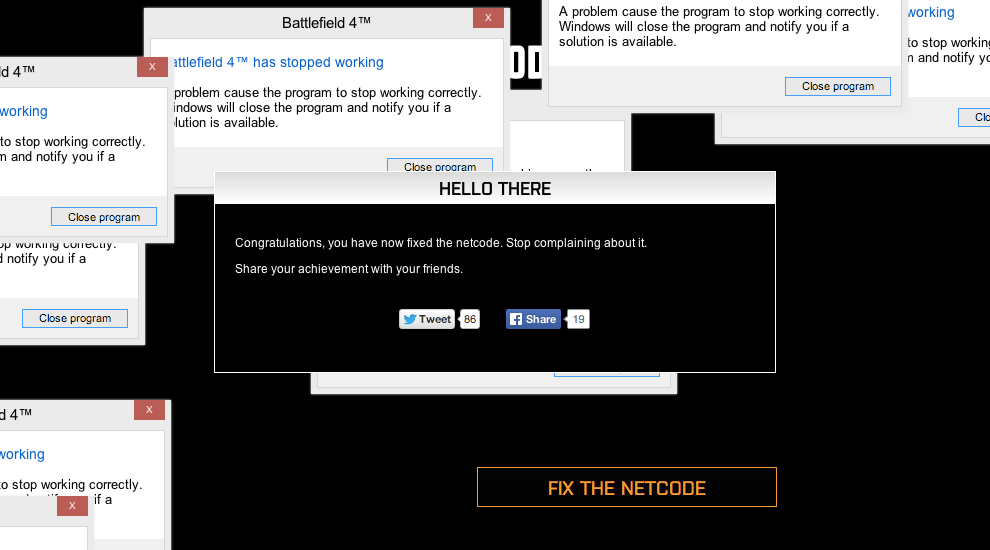 Battlefield 4™
X
attlefield 4™ has stopped working
problem cause the program to stop working correctly.
indows will close the program and notify you if a
olution is available.
Close program
A problem cause the program to stop working correctly.
Windows will close the program and notify you if a
solution is available.
Close program
working
to stop working
m and notify yo
Clo
OD
d 4™
X
working
to stop working correctly.
m and notify you if a
Close program
HELLO THERE
Congratulations, you have now fixed the netcode. Stop complaining about it.
Share your achievement with your friends.
Tweet 86
Share 19
op working correctly.
d notify you if a
Close program
d 4™
X
working
to stop working correctly.
if a
X
FIX THE NETCODE